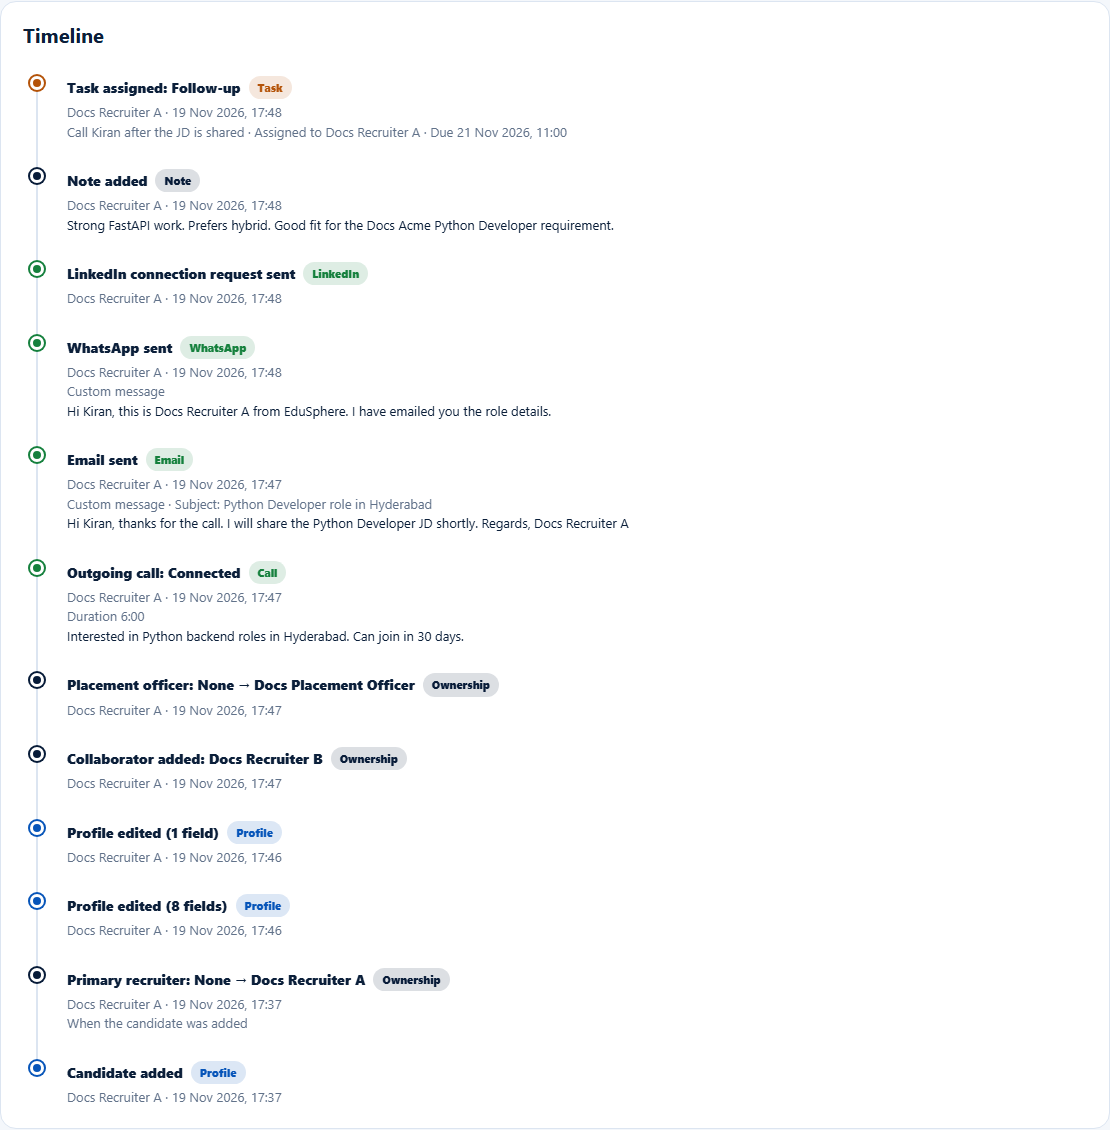 Timeline
Task assigned: Follow-up Task
Docs Recruiter A · 19 Nov 2026, 17:48
Call Kiran after the JD is shared · Assigned to Docs Recruiter A · Due 21 Nov 2026, 11:00
Note added Note
Docs Recruiter A · 19 Nov 2026, 17:48
Strong FastAPI work. Prefers hybrid. Good fit for the Docs Acme Python Developer requirement.
LinkedIn connection request sent LinkedIn
Docs Recruiter A · 19 Nov 2026, 17:48
WhatsApp sent WhatsApp
Docs Recruiter A · 19 Nov 2026, 17:48
Custom message
Hi Kiran, this is Docs Recruiter A from EduSphere. I have emailed you the role details.
Email sent Email
Docs Recruiter A · 19 Nov 2026, 17:47
Custom message · Subject: Python Developer role in Hyderabad
Hi Kiran, thanks for the call. I will share the Python Developer JD shortly. Regards, Docs Recruiter A
Outgoing call: Connected Call
Docs Recruiter A · 19 Nov 2026, 17:47
Duration 6:00
Interested in Python backend roles in Hyderabad. Can join in 30 days.
Placement officer: None → Docs Placement Officer Ownership
Docs Recruiter A · 19 Nov 2026, 17:47
Collaborator added: Docs Recruiter B Ownership
Docs Recruiter A · 19 Nov 2026, 17:47
Profile edited (1 field) Profile
Docs Recruiter A · 19 Nov 2026, 17:46
Profile edited (8 fields) Profile
Docs Recruiter A · 19 Nov 2026, 17:46
Primary recruiter: None → Docs Recruiter A Ownership
Docs Recruiter A · 19 Nov 2026, 17:37
When the candidate was added
Candidate added Profile
Docs Recruiter A · 19 Nov 2026, 17:37